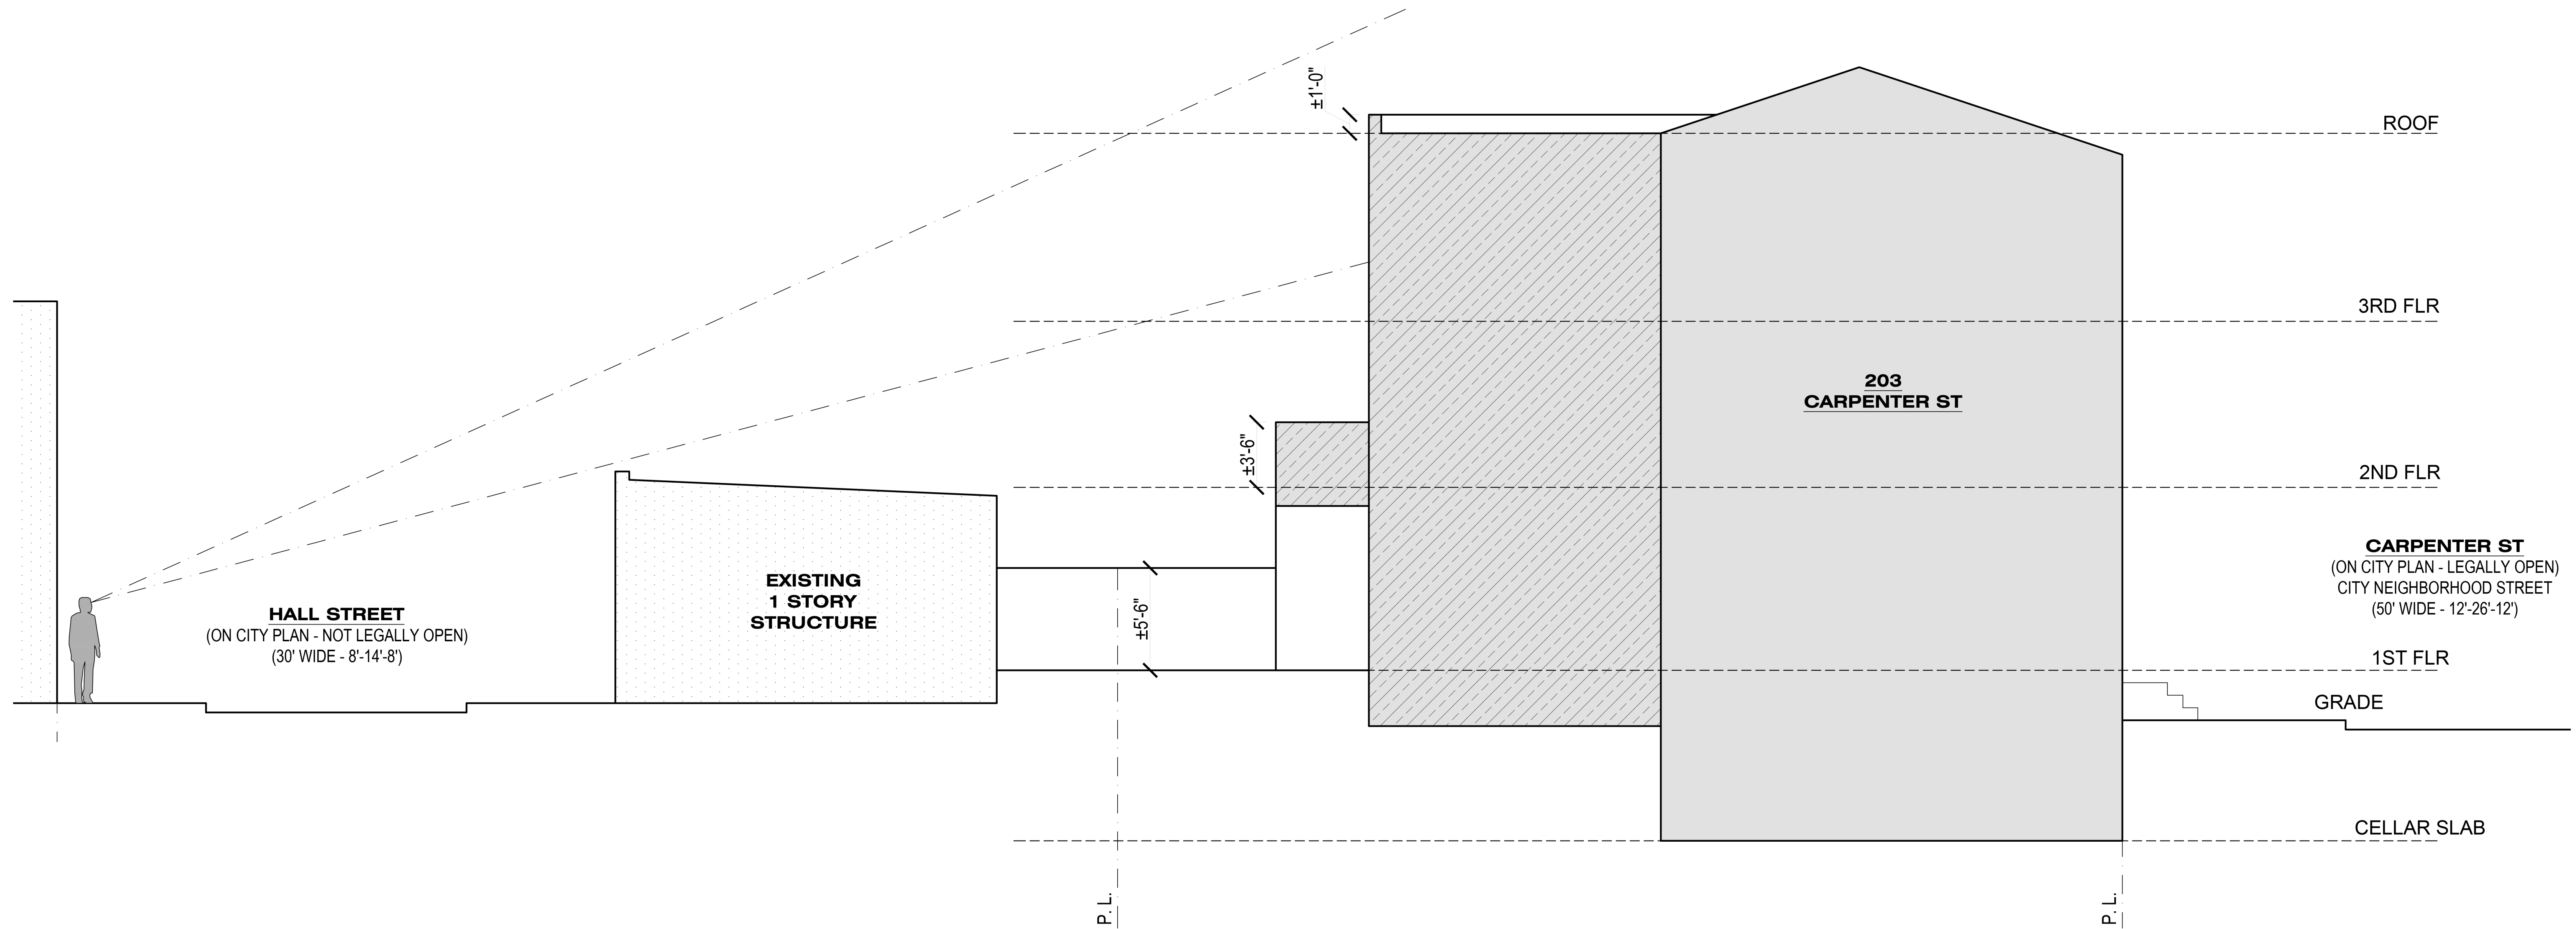 ±1'-0"
ROOF
3RD FLR
203
CARPENTER ST
±3'-6"
2ND FLR
CARPENTER ST
(ON CITY PLAN - LEGALLY OPEN)
CITY NEIGHBORHOOD STREET
(50' WIDE - 12'-26'-12')
EXISTING
1 STORY
STRUCTURE
±5'-6"
HALL STREET
(ON CITY PLAN - NOT LEGALLY OPEN)
(30' WIDE - 8'-14'-8')
1ST FLR
GRADE
CELLAR SLAB
P. L.
P. L.